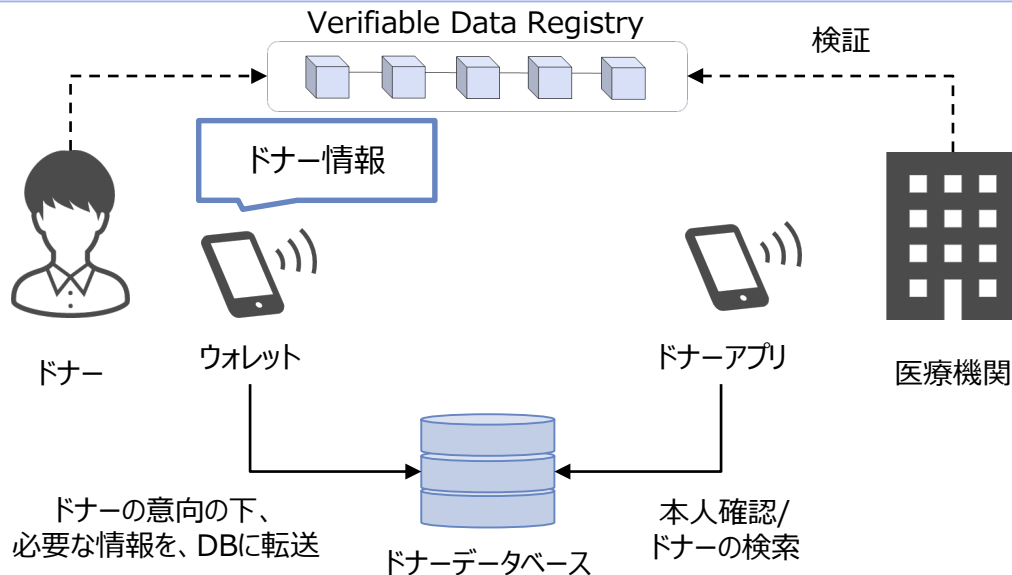 Verifiable Data Registry
検証
ドナー情報
ドナー
ウォレット
ドナーアプリ
医療機関
ドナーの意向の下、
必要な情報を、DBに転送
ドナーデータベース
本人確認/
ドナーの検索